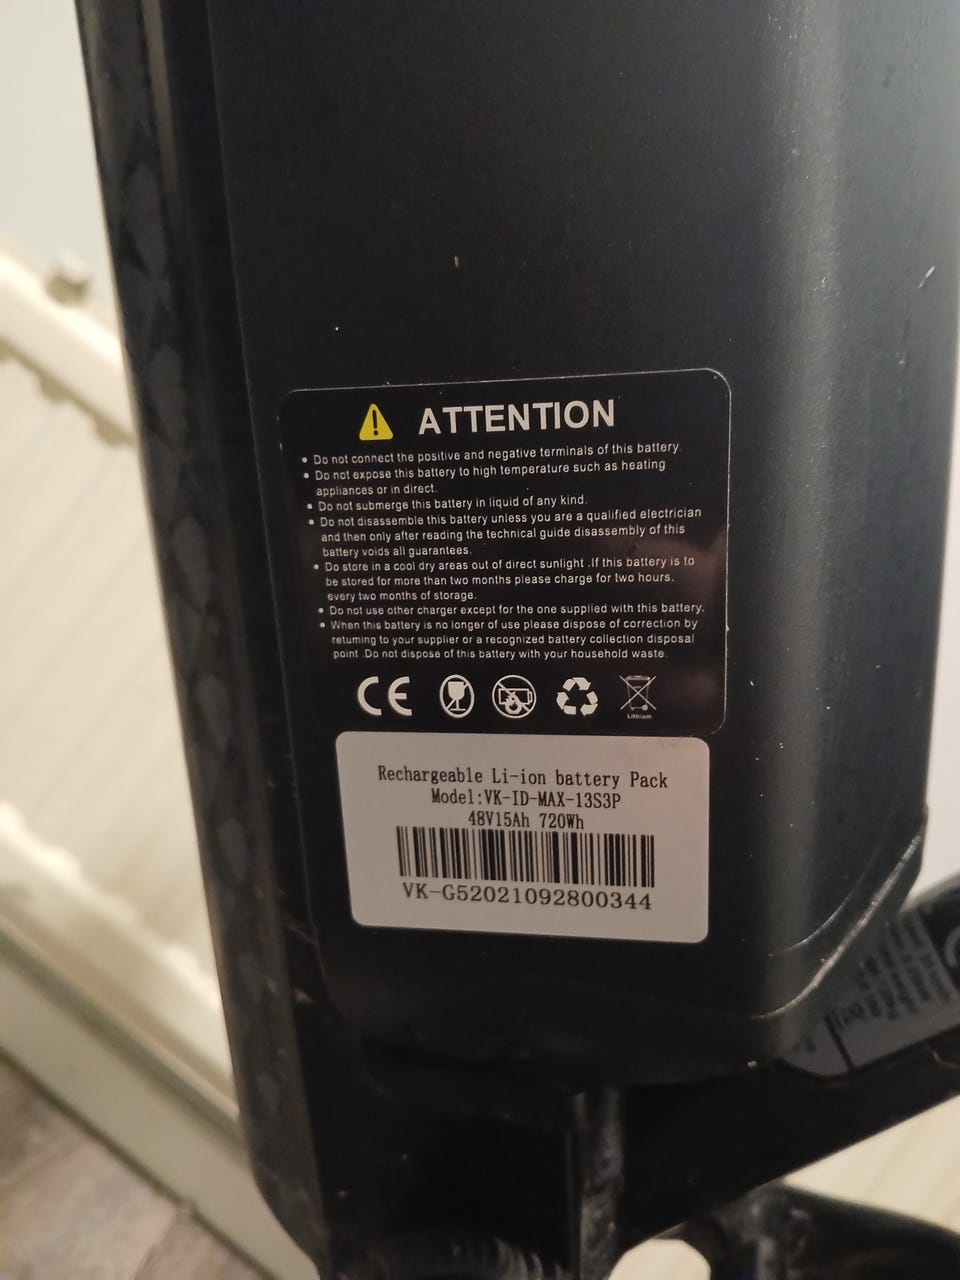 ATTENTION
• Do not connect the positive and negative terminals of this battery.
• Do not expose this battery to high temperature such as heating
appliances or in direct.
• Do not submerge this battery in liquid of any kind.
• Do not disassemble this battery unless you are a qualified electrician
and then only after reading the technical guide disassembly of this
battery voids all guarantees.
• Do store in a cool dry areas out of direct sunlight .If this battery is to
be stored for more than two months please charge for two hours.
every two months of storage.
• Do not use other charger except for the one supplied with this battery.
• When this battery is no longer of use please dispose of correction by
returning to your supplier or a recognized battery collection disposal
point .Do not dispose of this battery with your household waste.
CE
Lithium
Rechargeable Li-ion battery Pack
Model:VK-ID-MAX-13S3P
48V15Ah 720Wh
VK-G52021092800344